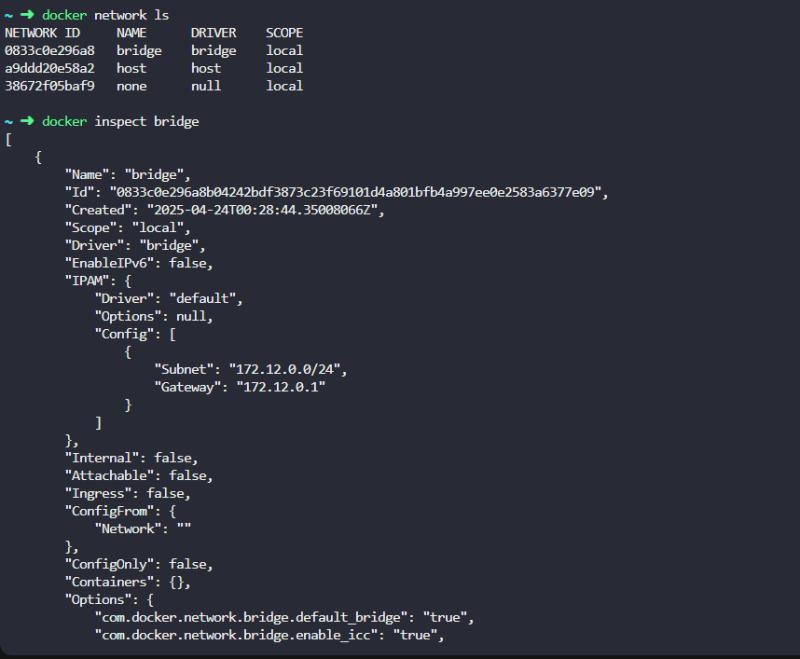 ~ ➜ docker network ls
NETWORK ID     NAME      DRIVER    SCOPE
0833c0e296a8   bridge    bridge    local
a9ddd20e58a2   host      host      local
38672f05baf9   none      null      local
~ ➜ docker inspect bridge
[
    {
        "Name": "bridge",
        "Id": "0833c0e296a8b04242bdf3873c23f69101d4a801bfb4a997ee0e2583a6377e09",
        "Created": "2025-04-24T00:28:44.35008066Z",
        "Scope": "local",
        "Driver": "bridge",
        "EnableIPv6": false,
        "IPAM": {
            "Driver": "default",
            "Options": null,
            "Config": [
                {
                    "Subnet": "172.12.0.0/24",
                    "Gateway": "172.12.0.1"
                }
            ]
        },
        "Internal": false,
        "Attachable": false,
        "Ingress": false,
        "ConfigFrom": {
            "Network": ""
        },
        "ConfigOnly": false,
        "Containers": {},
        "Options": {
            "com.docker.network.bridge.default_bridge": "true",
            "com.docker.network.bridge.enable_icc": "true",